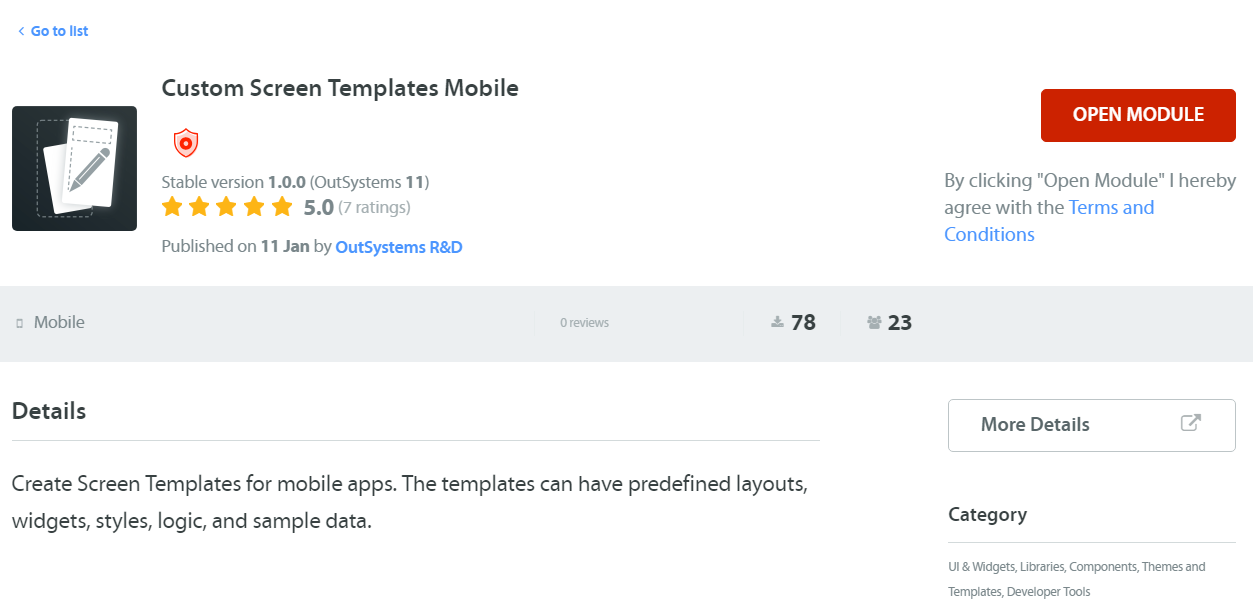 Go to list
Custom Screen Templates Mobile
Stable version 1.0.0 (OutSystems 11)
5.0 (7 ratings)
Published on 11 Jan by OutSystems R&D
OPEN MODULE
By clicking "Open Module" I hereby
agree with the Terms and
Conditions
Mobile
0 reviews
78
23
Details
Create Screen Templates for mobile apps. The templates can have predefined layouts,
widgets, styles, logic, and sample data.
More Details
Category
UI & Widgets, Libraries, Components, Themes and
Templates, Developer Tools